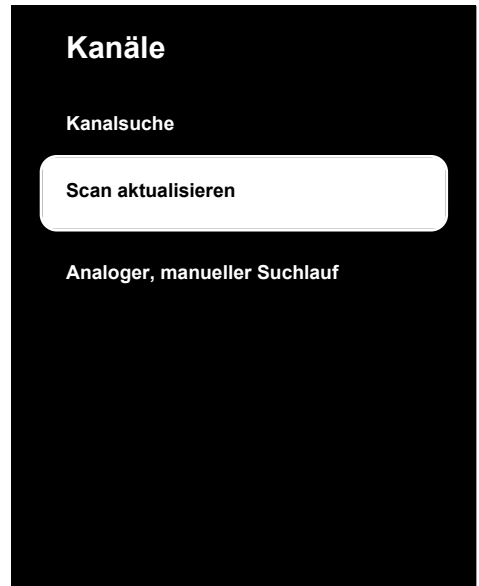 Kanäle
Kanalsuche
Scan aktualisieren
Analoger, manueller Suchlauf